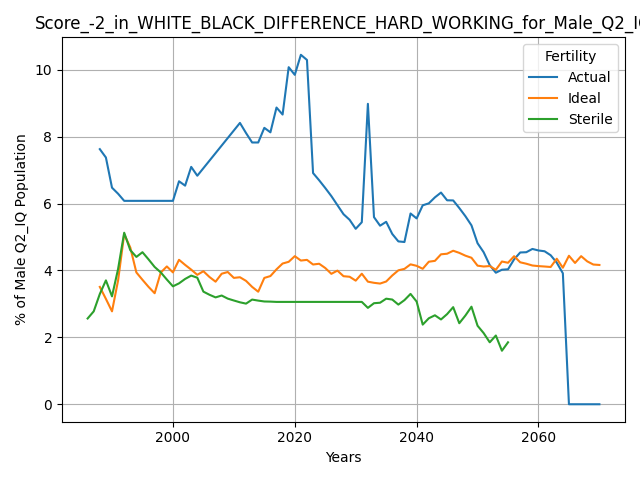 Score_-2_in_WHITE_BLACK_DIFFERENCE_HARD_WORKING_for_Male_Q2_IQ
Fertility
Actual
Ideal
Sterile
% of Male Q2_IQ Population
10
8
6
4
2
0
2000 2020 2040 2060
Years